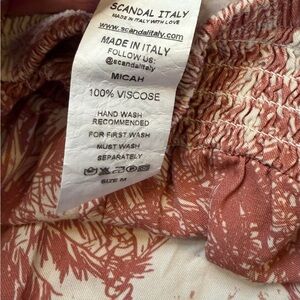 SCANDAL ITALY
MADE IN ITALY WITH LOVE
www.scandalitaly.com
MADE IN ITALY
FOLLOW US:
@scandalitaly
MICAH
100% VISCOSE
HAND WASH
RECOMMENDED
FOR FIRST WASH
MUST WASH
SEPARATELY
SIZE M